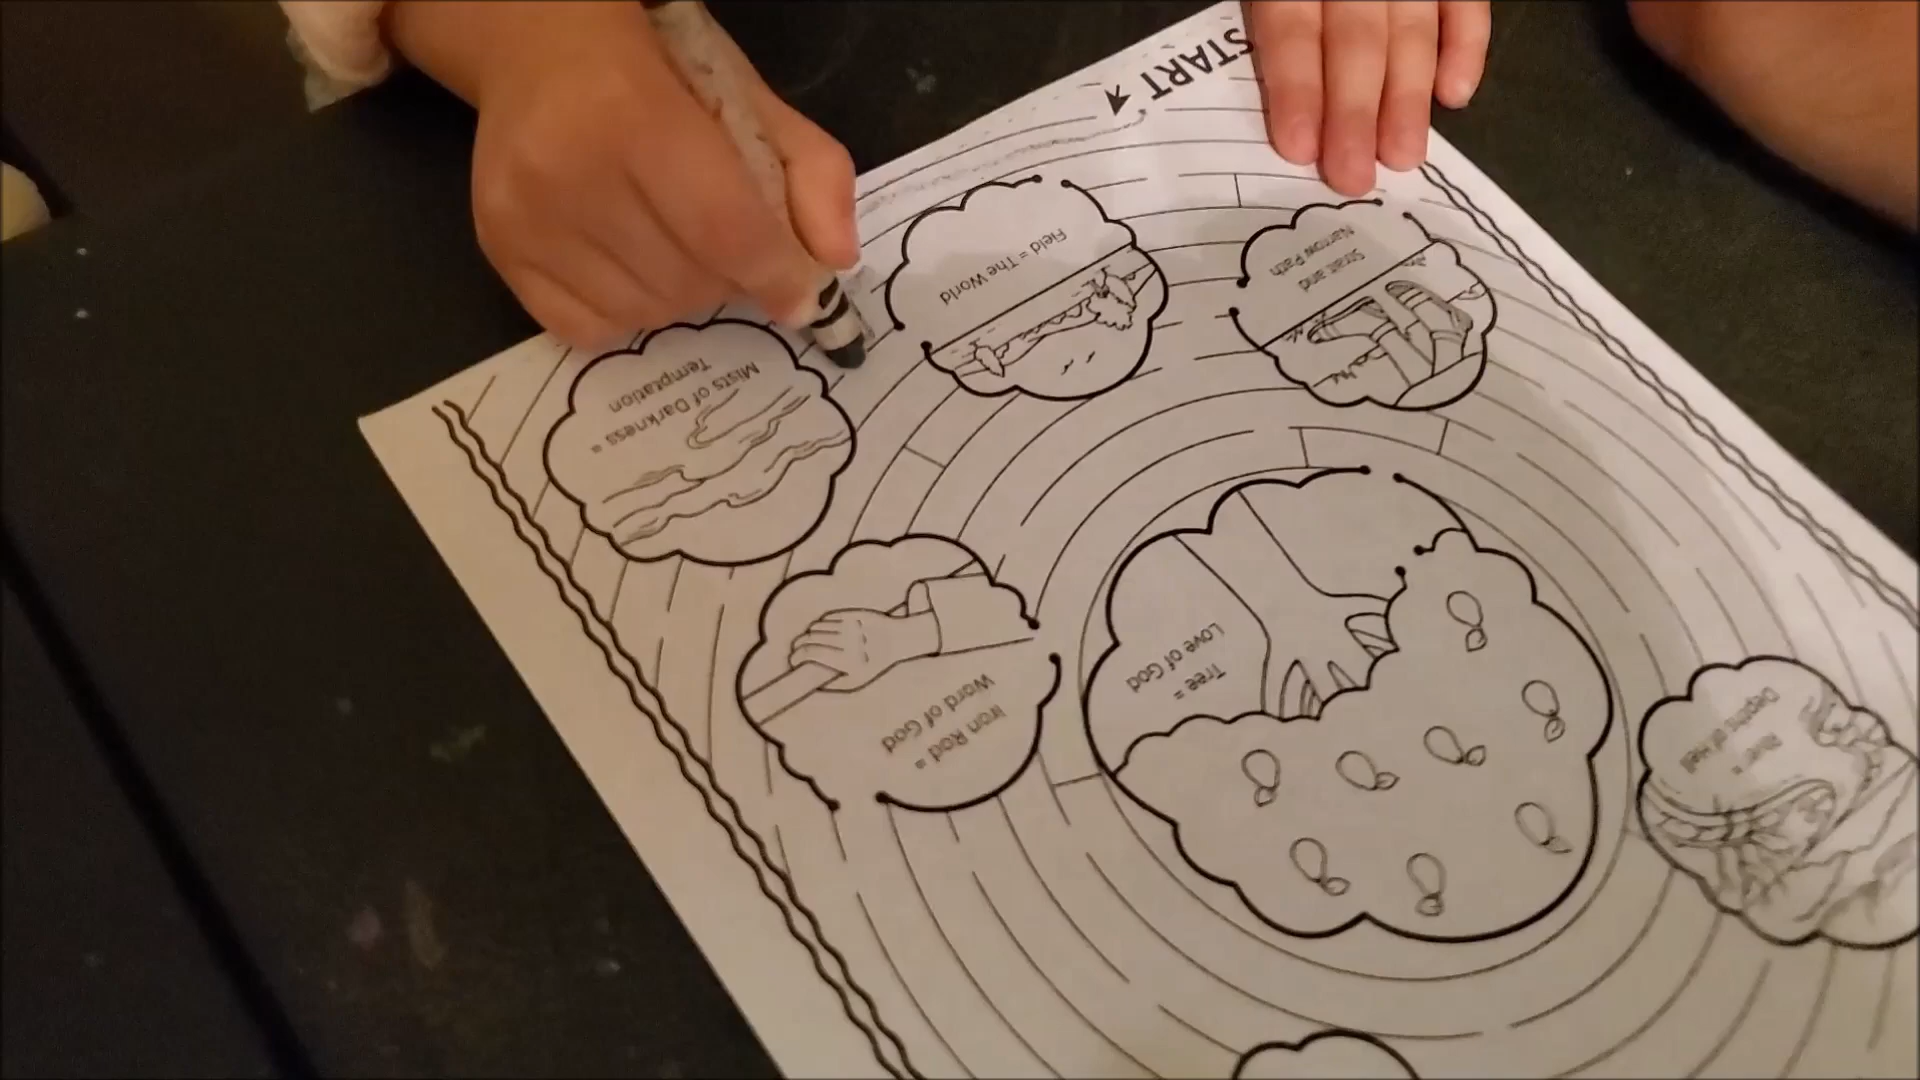 START
Field = The World
Strait and
Narrow Path
Mists of Darkness =
Temptation
Iron Rod =
Word of God
Tree =
Love of God
River =
Depths of Hell